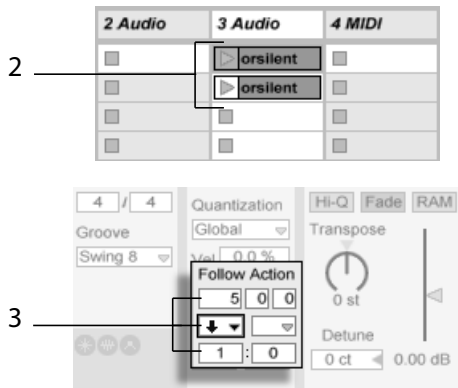 2 Audio 3 Audio 4 MIDI
2
orsilent
orsilent
4 / 4 Quantization Hi-Q Fade RAM
Groove Global Transpose
Swing 8 Vel 0.0 %
Follow Action
5 0 0 0 st
3
Detune
1 : 0 0 ct 0.00 dB